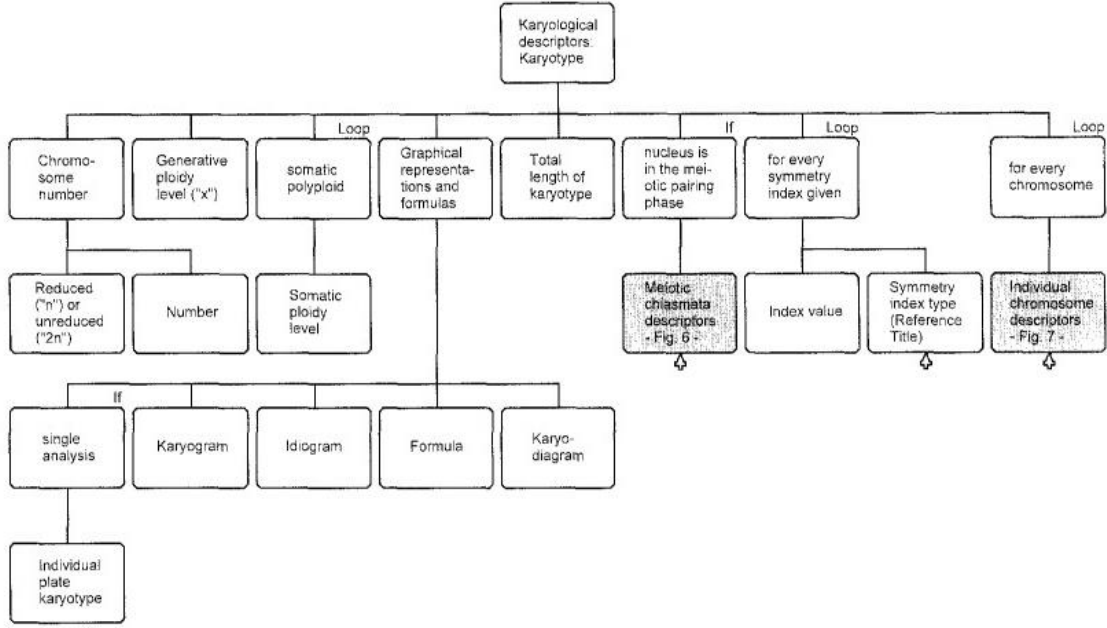 Karyological
descriptors:
Karyotype
Loop
If
Loop
Loop
Chromo-
some
number
Generative
ploidy
level ("x")
somatic
polyploid
Graphical
representa-
tions and
formulas
Total
length of
karyotype
nucleus is
in the mei-
otic pairing
phase
for every
symmetry
index given
for every
chromosome
Reduced
("n") or
unreduced
("2n")
Number
Somatic
ploidy
level
Meiotic
chiasmata
descriptors
- Fig. 6 -
Index value
Symmetry
index type
(Reference
Title)
Individual
chromosome
descriptors
- Fig. 7 -
If
single
analysis
Karyogram
Idiogram
Formula
Karyo-
diagram
Individual
plate
karyotype